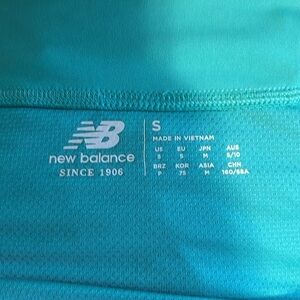 NB
new balance
SINCE 1906
S
MADE IN VIETNAM
US EU JPN AUS
S S M 8/10
BRZ KOR ASIA CHN
P 75 M 160/88A